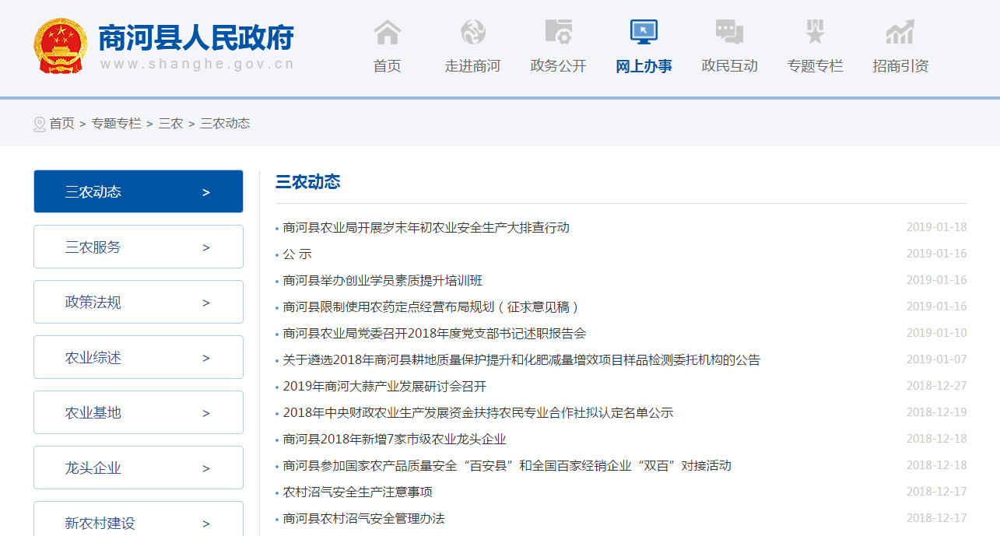 商河县人民政府
www.shanghe.gov.cn
首页 走进商河 政务公开 网上办事 政民互动 专题专栏 招商引资
首页 > 专题专栏 > 三农 > 三农动态
三农动态 >
三农服务 >
政策法规 >
农业综述 >
农业基地 >
龙头企业 >
新农村建设 >
三农动态
商河县农业局开展岁末年初农业安全生产大排查行动 2019-01-18
公 示 2019-01-16
商河县举办创业学员素质提升培训班 2019-01-16
商河县限制使用农药定点经营布局规划（征求意见稿） 2019-01-16
商河县农业局党委召开2018年度党支部书记述职报告会 2019-01-10
关于遴选2018年商河县耕地质量保护提升和化肥减量增效项目样品检测委托机构的公告 2019-01-07
2019年商河大蒜产业发展研讨会召开 2018-12-27
2018年中央财政农业生产发展资金扶持农民专业合作社拟认定名单公示 2018-12-19
商河县2018年新增7家市级农业龙头企业 2018-12-18
商河县参加国家农产品质量安全“百安县”和全国百家经销企业“双百”对接活动 2018-12-18
农村沼气安全生产注意事项 2018-12-17
商河县农村沼气安全管理办法 2018-12-17